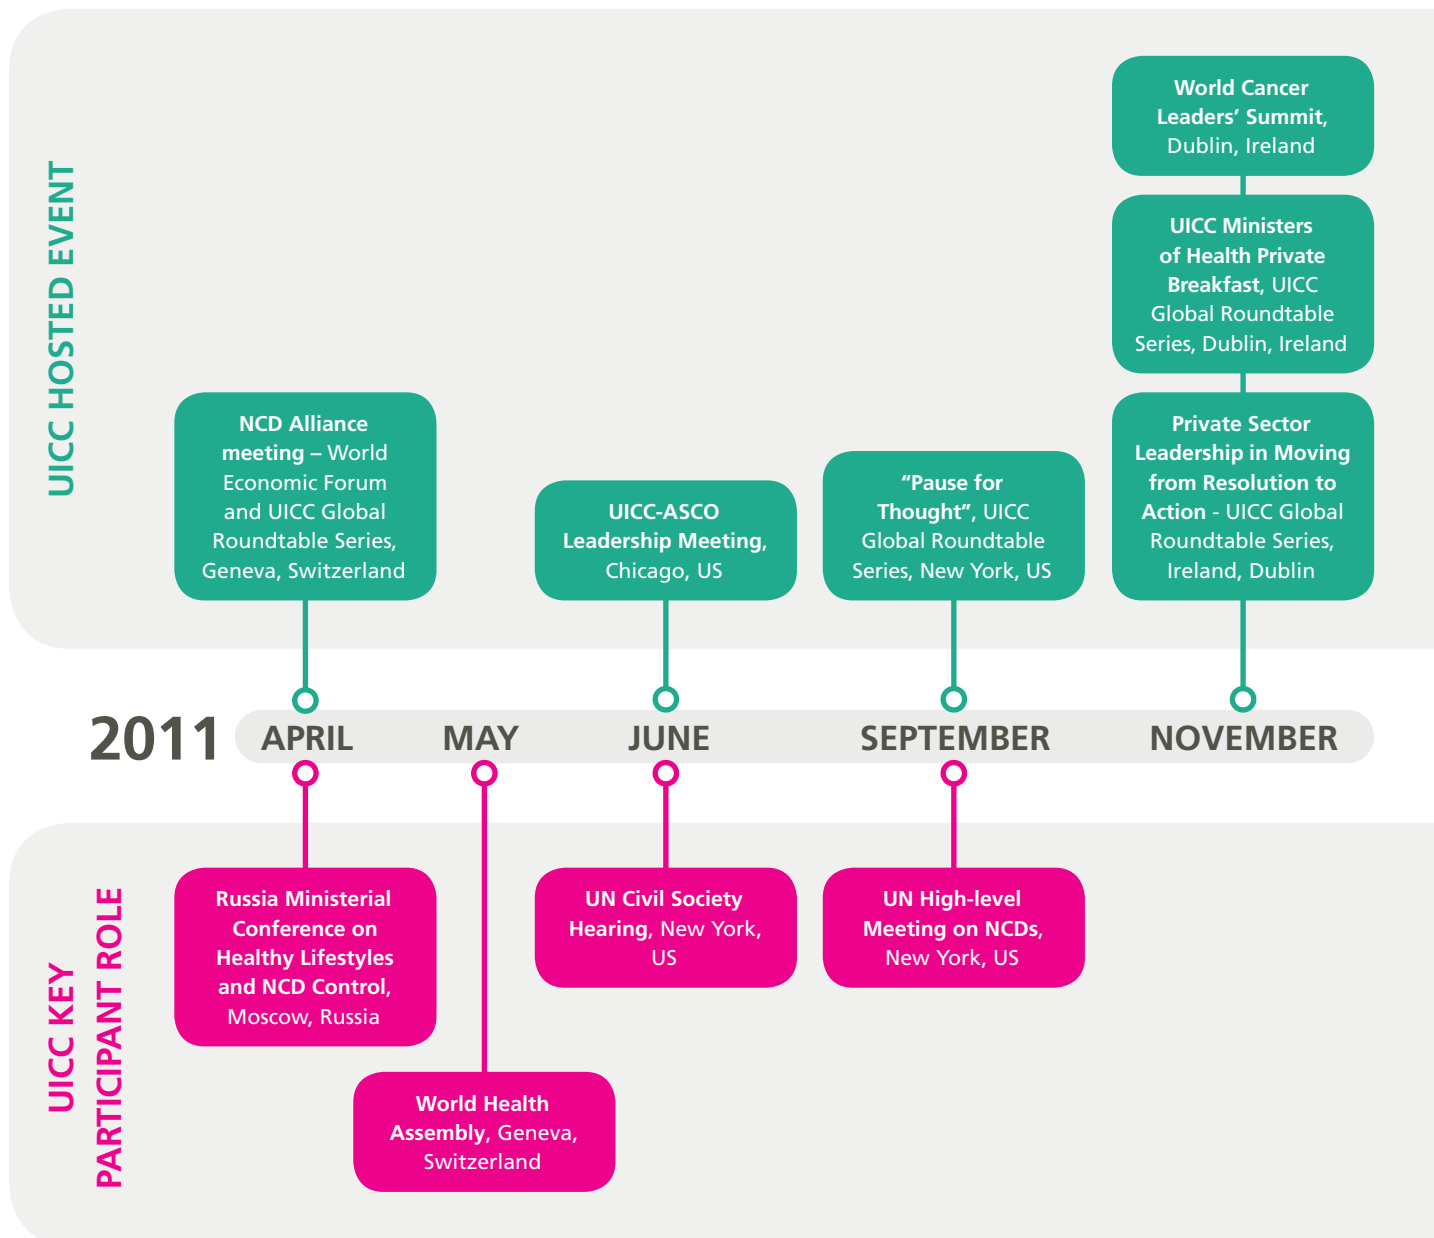 UICC HOSTED EVENT
World Cancer
Leaders’ Summit,
Dublin, Ireland
UICC Ministers
of Health Private
Breakfast, UICC
Global Roundtable
Series, Dublin, Ireland
NCD Alliance
meeting – World
Economic Forum
and UICC Global
Roundtable Series,
Geneva, Switzerland
UICC-ASCO
Leadership Meeting,
Chicago, US
“Pause for
Thought”, UICC
Global Roundtable
Series, New York, US
Private Sector
Leadership in Moving
from Resolution to
Action - UICC Global
Roundtable Series,
Ireland, Dublin
2011
APRIL
MAY
JUNE
SEPTEMBER
NOVEMBER
UICC KEY
PARTICIPANT ROLE
Russia Ministerial
Conference on
Healthy Lifestyles
and NCD Control,
Moscow, Russia
World Health
Assembly, Geneva,
Switzerland
UN Civil Society
Hearing, New York,
US
UN High-level
Meeting on NCDs,
New York, US